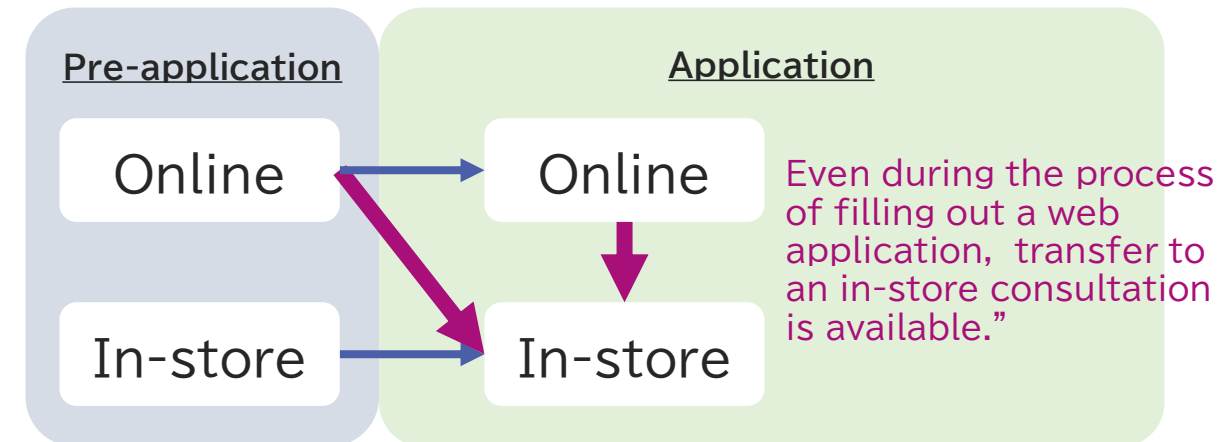 Pre-application
Application
Online
Online
Even during the process
of filling out a web
application, transfer to
an in-store consultation
is available.”
In-store
In-store